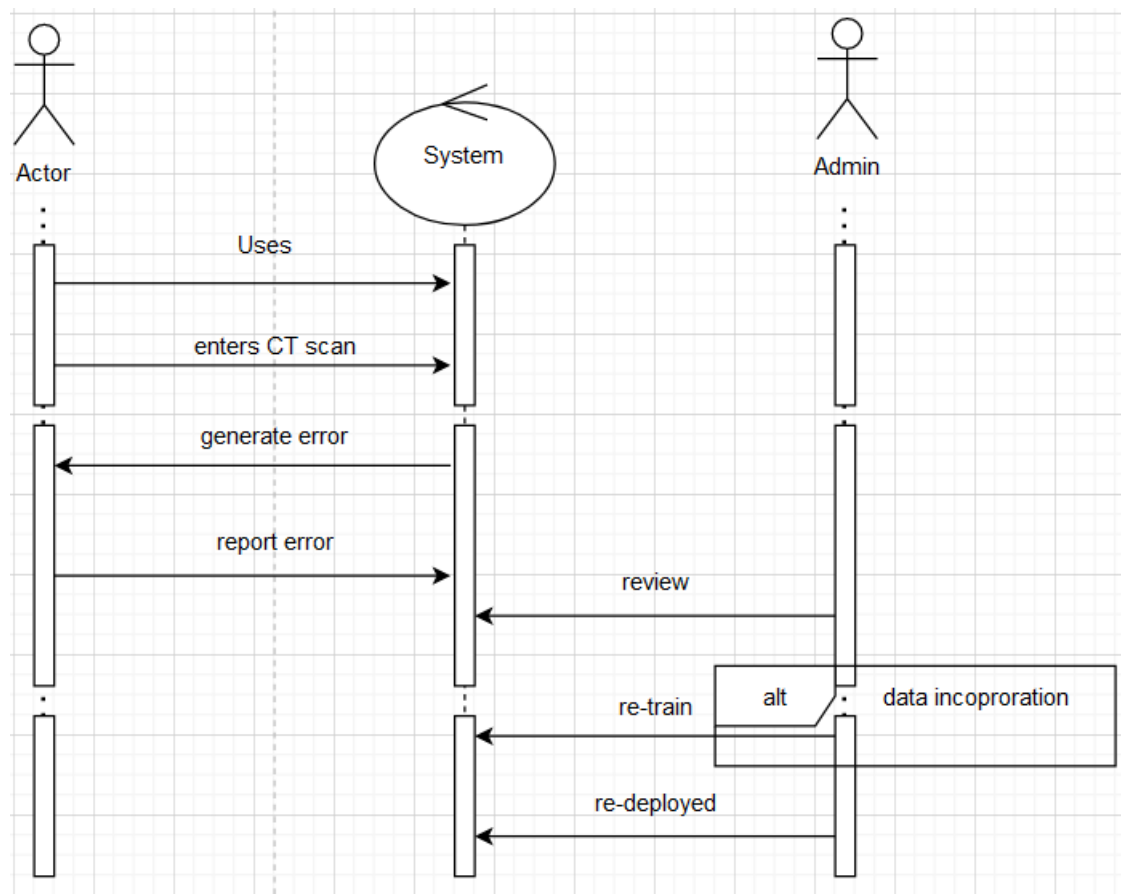 Actor
System
Admin
Uses
enters CT scan
generate error
report error
review
alt
data incoproration
re-train
re-deployed